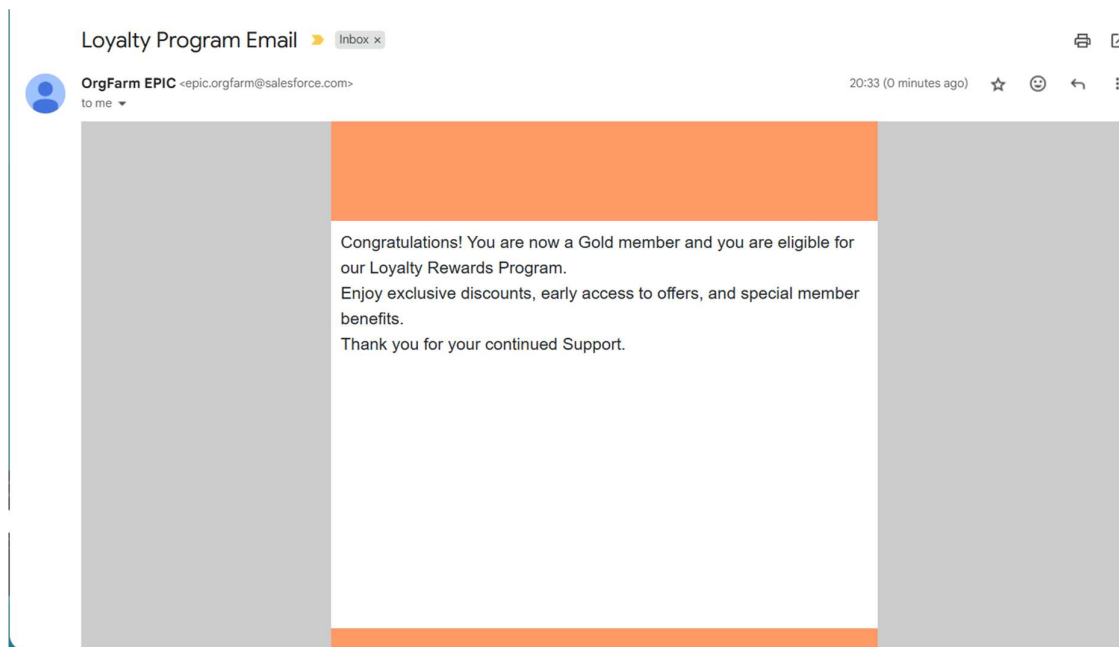 Loyalty Program Email Inbox ×
OrgFarm EPIC <epic.orgfarm@salesforce.com> 20:33 (0 minutes ago)
to me
Congratulations! You are now a Gold member and you are eligible for
our Loyalty Rewards Program.
Enjoy exclusive discounts, early access to offers, and special member
benefits.
Thank you for your continued Support.